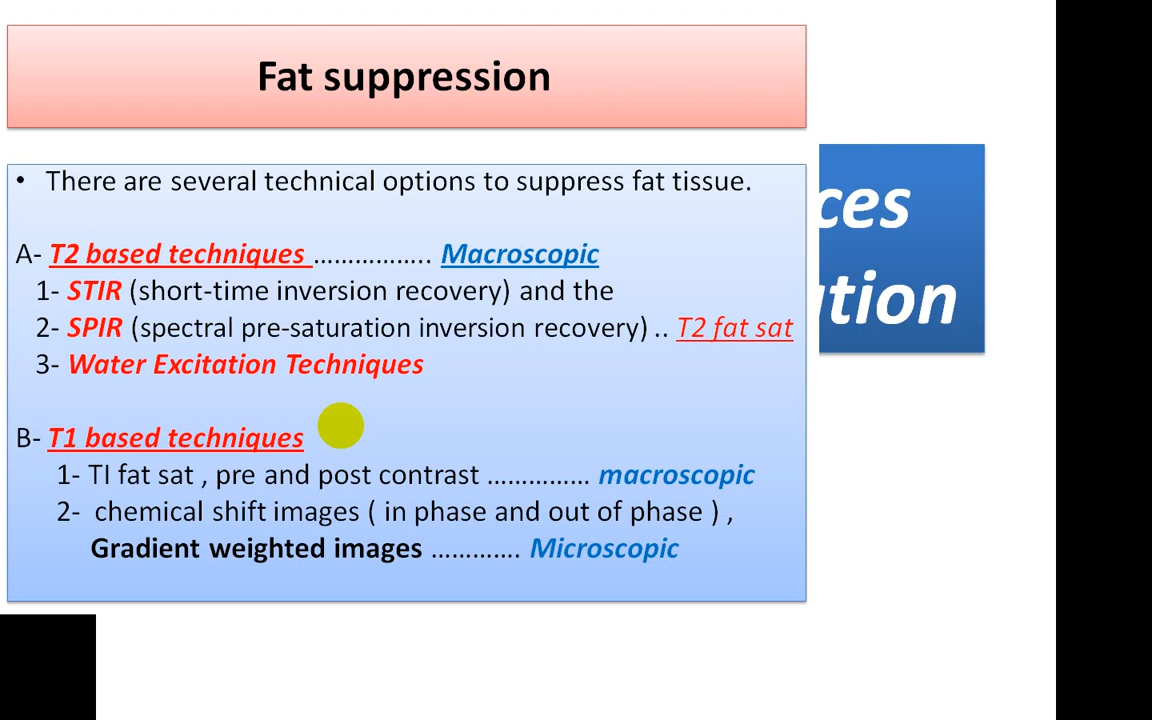 Fat suppression
• There are several technical options to suppress fat tissue.
A- T2 based techniques …………….. Macroscopic
1- STIR (short-time inversion recovery) and the
2- SPIR (spectral pre-saturation inversion recovery) .. T2 fat sat
3- Water Excitation Techniques
B- T1 based techniques
1- TI fat sat , pre and post contrast …………… macroscopic
2- chemical shift images ( in phase and out of phase ) ,
Gradient weighted images …………. Microscopic
ces
tion